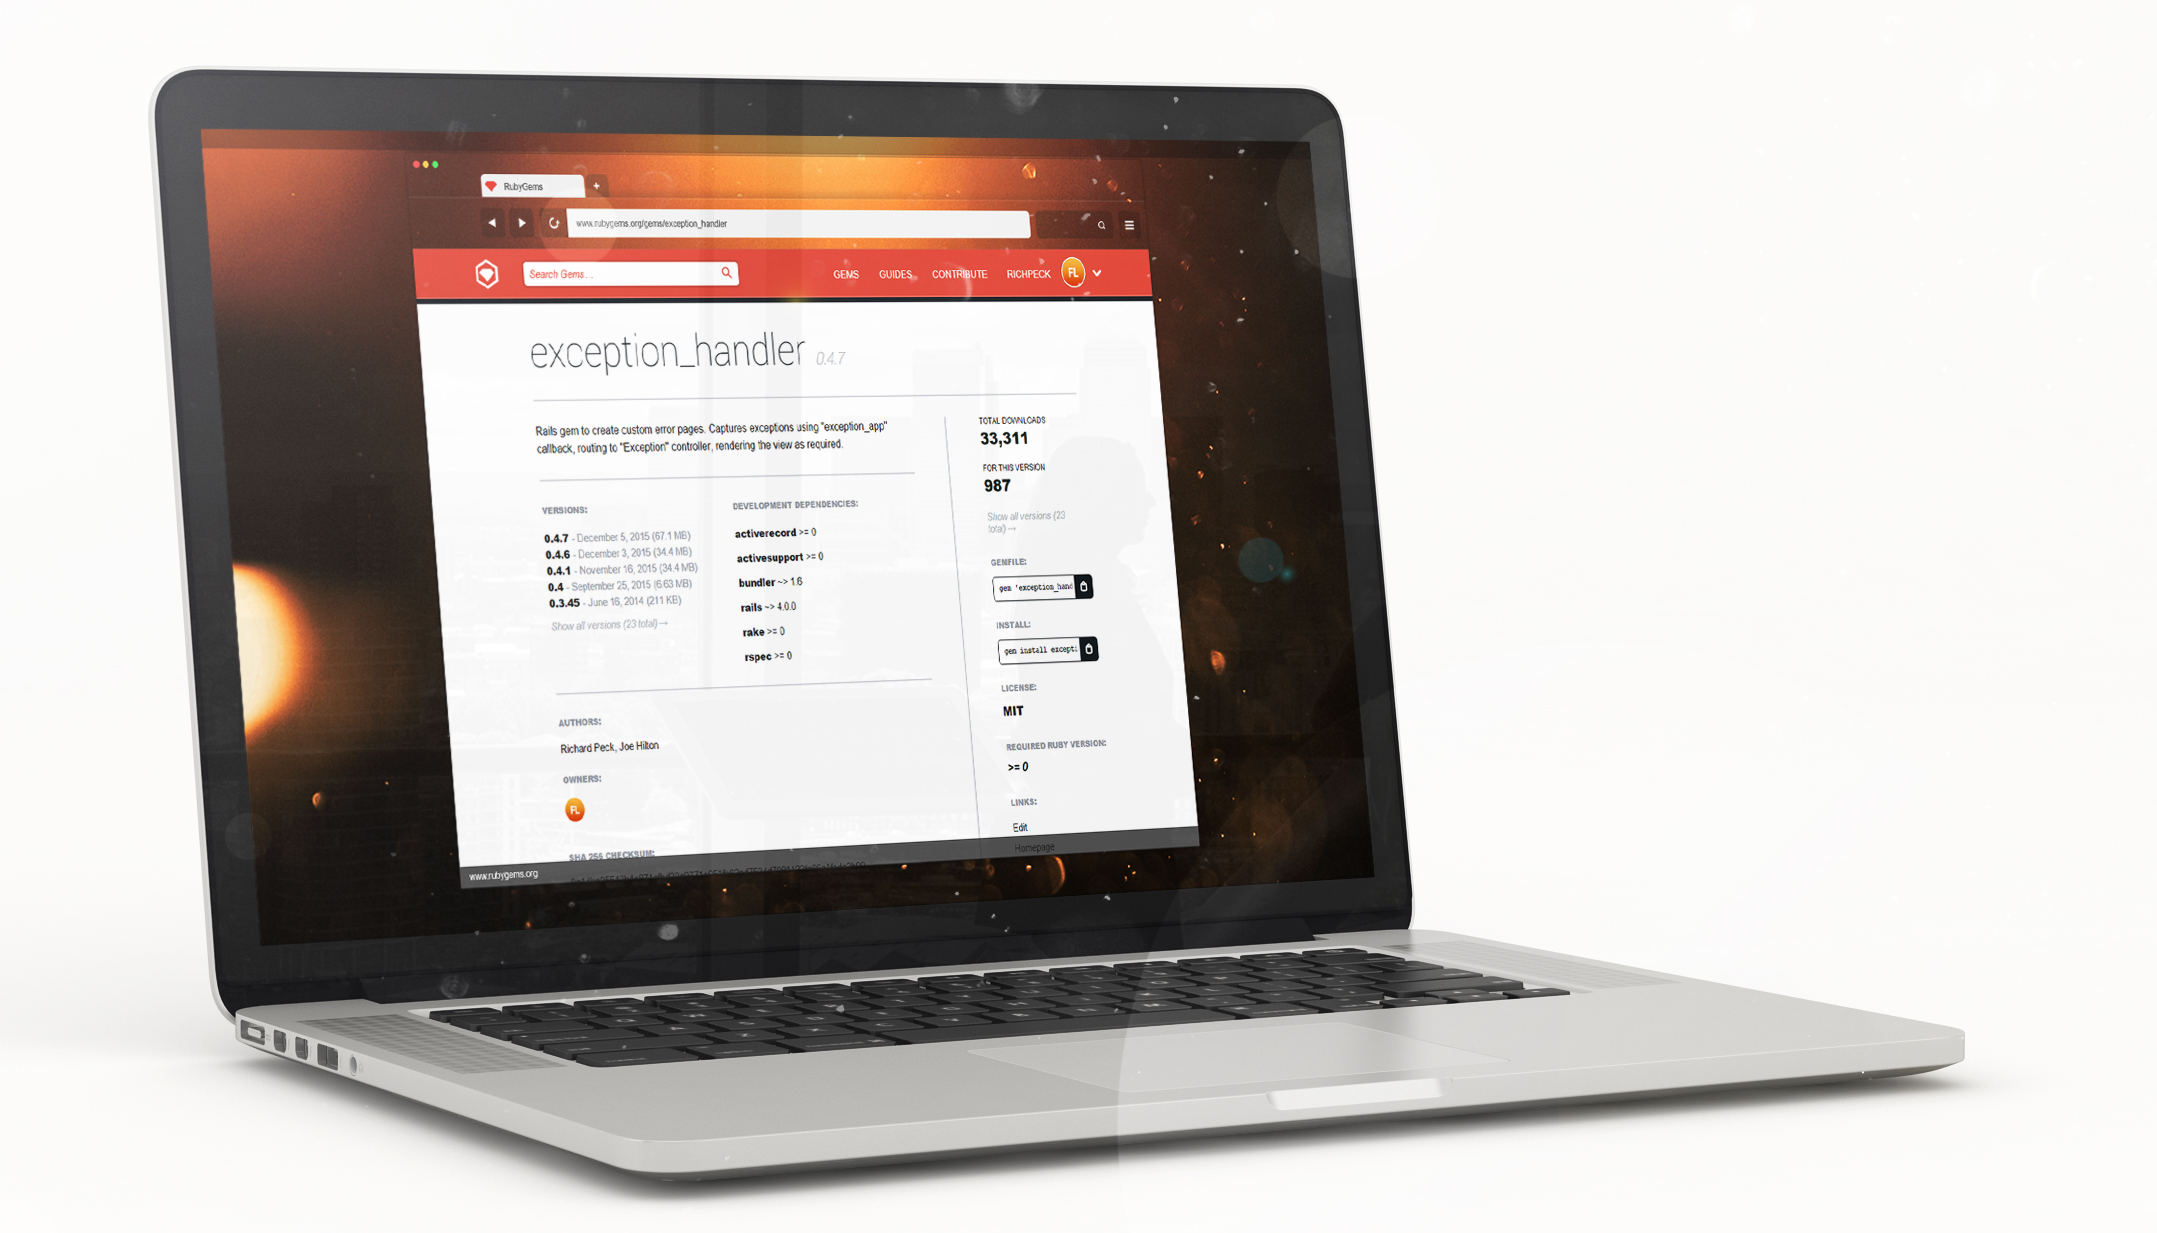 RubyGems
www.rubygems.org/gems/exception_handler
Search Gems...
GEMS GUIDES CONTRIBUTE RICHPECK FL
exception_handler 0.4.7
Rails gem to create custom error pages. Captures exceptions using "exception_app"
callback, routing to "Exception" controller, rendering the view as required.
VERSIONS:
0.4.7 - December 5, 2015 (67.1 MB)
0.4.6 - December 3, 2015 (34.4 MB)
0.4.1 - November 16, 2015 (34.4 MB)
0.4 - September 25, 2015 (6.63 MB)
0.3.45 - June 16, 2014 (211 KB)
Show all versions (23 total) →
DEVELOPMENT DEPENDENCIES:
activerecord >= 0
activesupport >= 0
bundler ~> 1.6
rails ~> 4.0.0
rake >= 0
rspec >= 0
AUTHORS:
Richard Peck, Joe Hilton
OWNERS:
FL
SHA 256 CHECKSUM:
TOTAL DOWNLOADS
33,311
FOR THIS VERSION
987
Show all versions (23
total) →
GEMFILE:
gem 'exception_hand
INSTALL:
gem install excepti
LICENSE:
MIT
REQUIRED RUBY VERSION:
>= 0
LINKS:
Edit
Homepage
www.rubygems.org